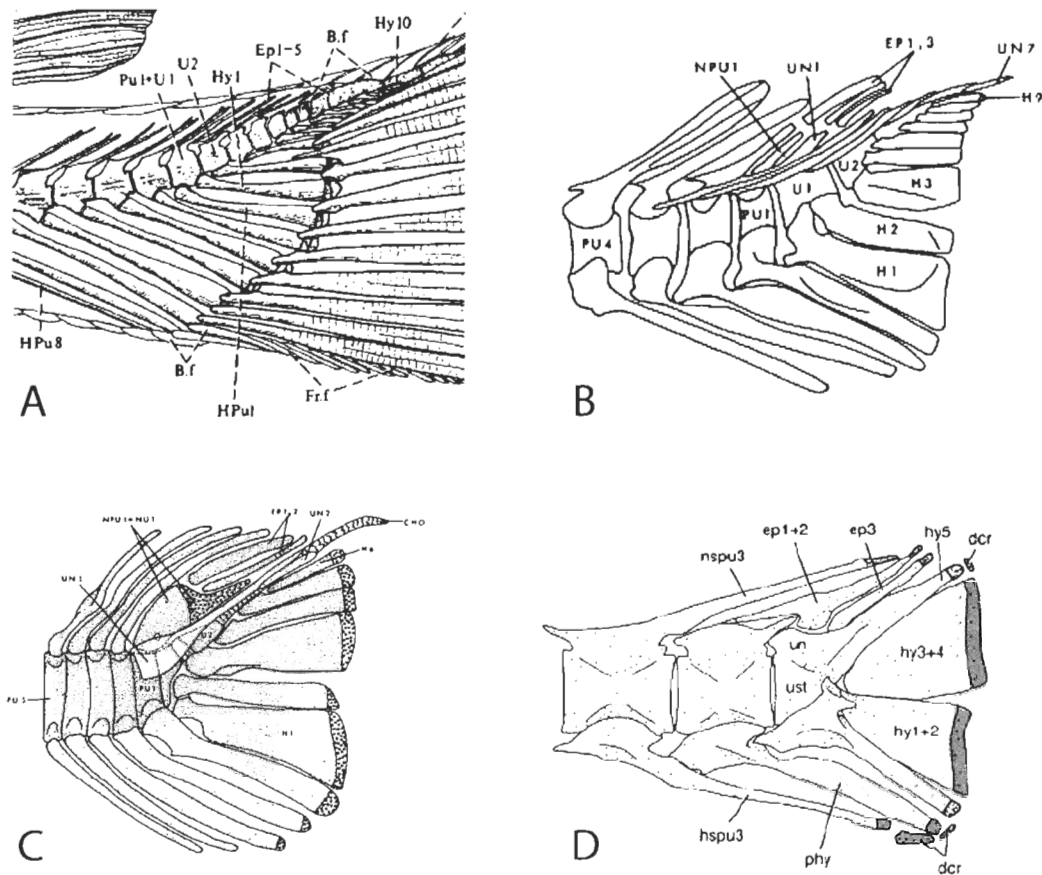 Hy10
B.f
Ep1-5
U2
Hy1
Pu1+U1
HPu8
B.f
HPu1
Fr.f
A
EP1,3
UN7
NPU1
UN1
H9
U2
U1
H3
PU1
H2
PU4
H1
B
NPU1+NU1
EP1,2
UN2
CHO
H6
UN1
U2
PU1
PU5
H1
C
ep1+2
ep3
hy5
dcr
nspu3
un
hy3+4
ust
hy1+2
hspu3
phy
dcr
D